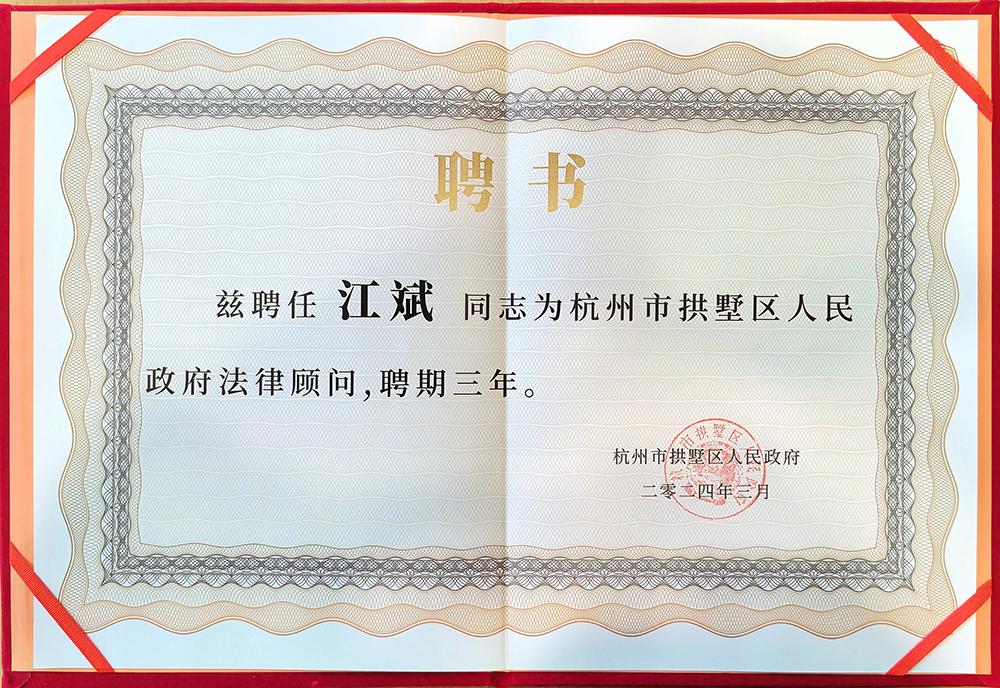 聘书
兹聘任 江斌 同志为杭州市拱墅区人民
政府法律顾问,聘期三年。
杭州市拱墅区人民政府
二零二四年三月